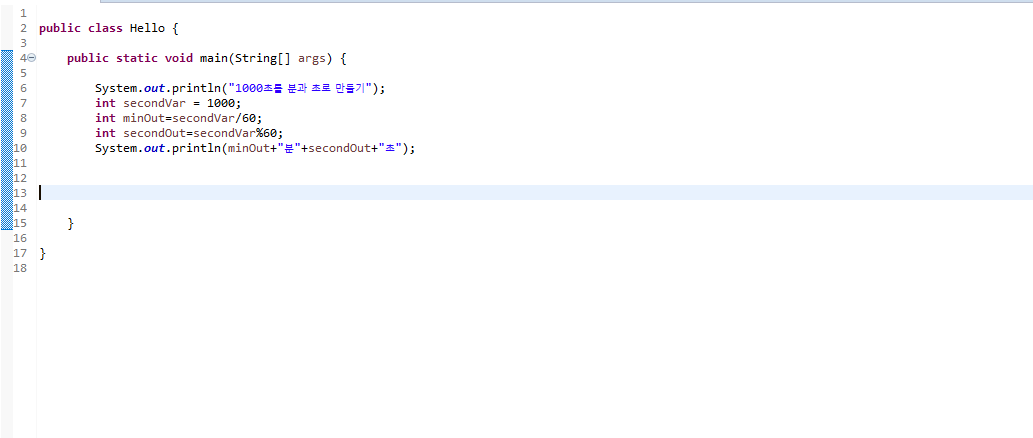 1
2 public class Hello {
3
4 public static void main(String[] args) {
5
6 System.out.println("1000초를 분과 초로 만들기");
7 int secondVar = 1000;
8 int minOut=secondVar/60;
9 int secondOut=secondVar%60;
10 System.out.println(minOut+"분"+secondOut+"초");
11
12
13
14
15 }
16
17 }
18